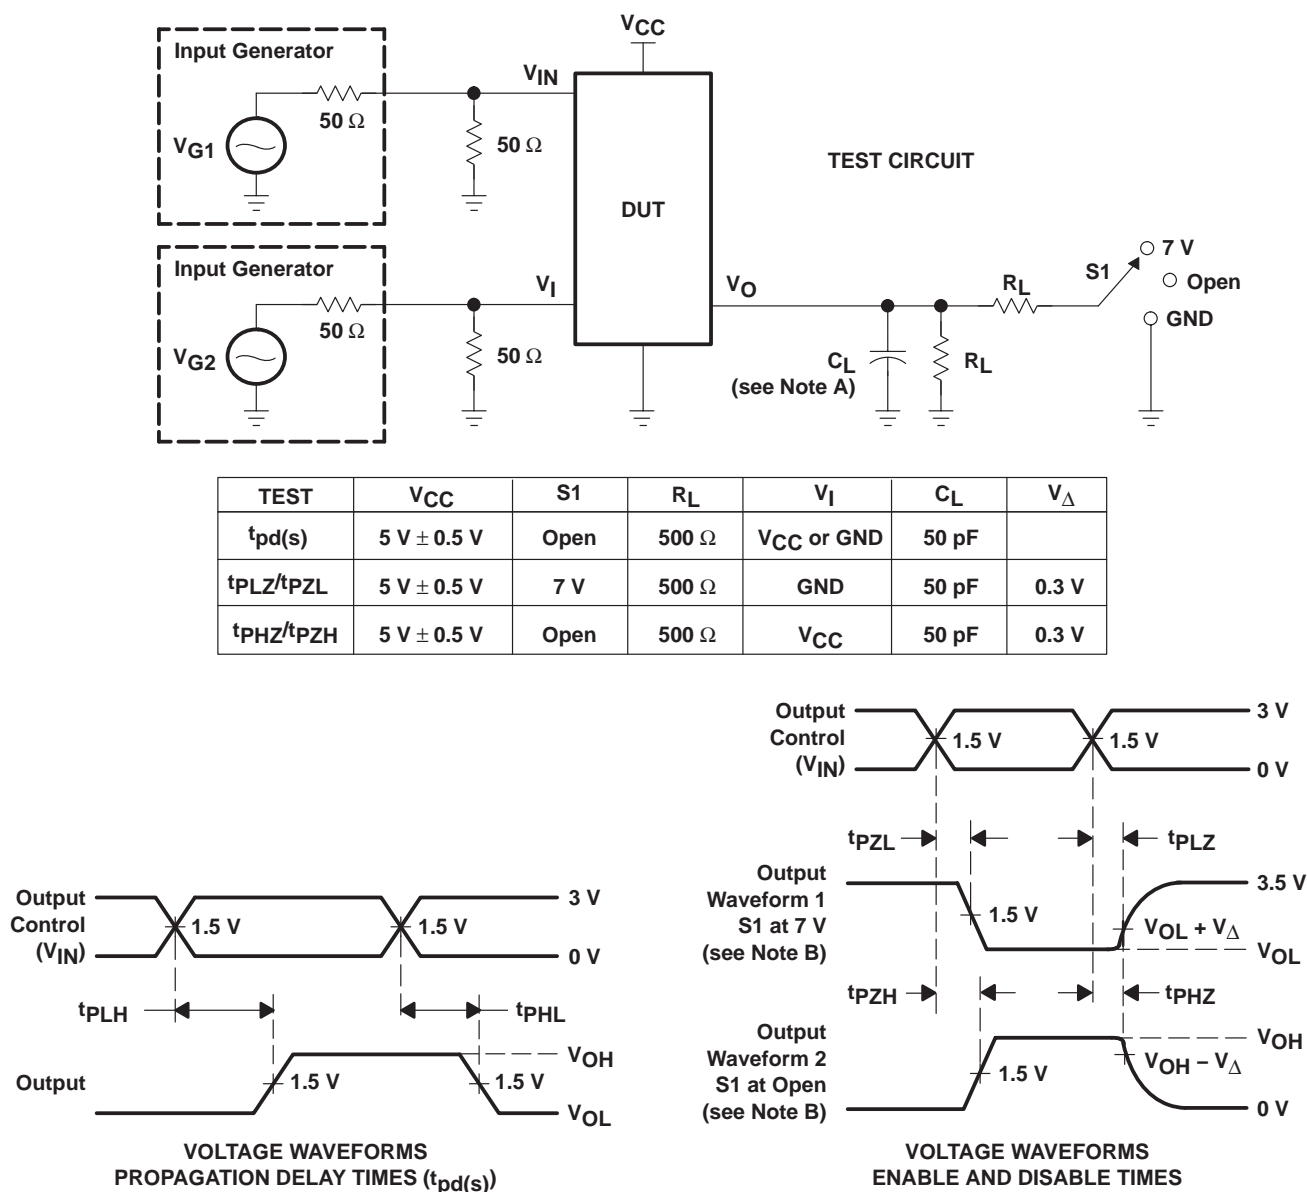 VCC
Input Generator
VIN
50 Ω
VG1
50 Ω
TEST CIRCUIT
DUT
Input Generator
VI
VO
50 Ω
VG2
50 Ω
CL
(see Note A)
RL
RL
S1
7 V
Open
GND
TEST VCC S1 RL VI CL VΔ
tpd(s) 5 V ± 0.5 V Open 500 Ω VCC or GND 50 pF
tPLZ/tPZL 5 V ± 0.5 V 7 V 500 Ω GND 50 pF 0.3 V
tPHZ/tPZH 5 V ± 0.5 V Open 500 Ω VCC 50 pF 0.3 V
Output
Control
(VIN)
1.5 V
1.5 V
3 V
0 V
tPLH
tPHL
Output
1.5 V
1.5 V
VOH
VOL
VOLTAGE WAVEFORMS
PROPAGATION DELAY TIMES (tpd(s))
Output
Control
(VIN)
1.5 V
1.5 V
3 V
0 V
tPZL
tPLZ
Output
Waveform 1
S1 at 7 V
(see Note B)
1.5 V
3.5 V
VOL + VΔ
VOL
tPZH
tPHZ
Output
Waveform 2
S1 at Open
(see Note B)
1.5 V
VOH
VOH – VΔ
0 V
VOLTAGE WAVEFORMS
ENABLE AND DISABLE TIMES